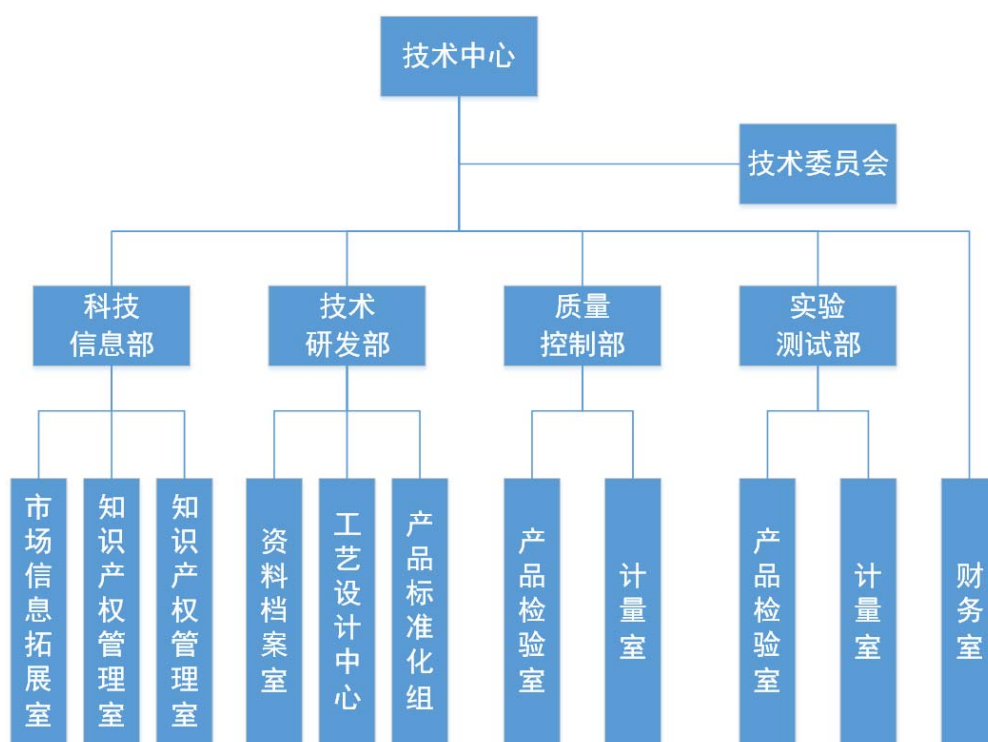 技术中心
技术委员会
科技
信息部
技术
研发部
质量
控制部
实验
测试部
市场信息拓展室
知识产权管理室
知识产权管理室
资料档案室
工艺设计中心
产品标准化组
产品检验室
计量室
产品检验室
计量室
财务室